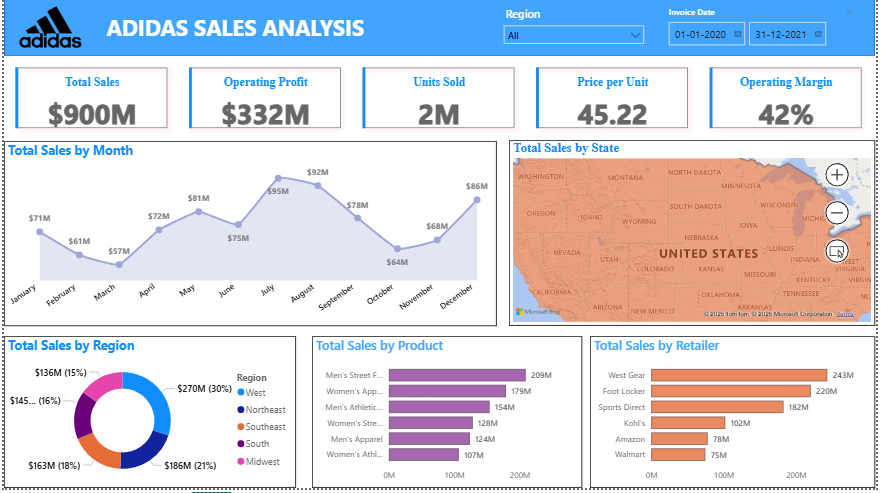 adidas
ADIDAS SALES ANALYSIS
Region
All
Invoice Date
01-01-2020
31-12-2021
Total Sales
$900M
Operating Profit
$332M
Units Sold
2M
Price per Unit
45.22
Operating Margin
42%
Total Sales by Month
$71M
$61M
$57M
$72M
$81M
$75M
$95M
$92M
$78M
$64M
$68M
$86M
January
February
March
April
May
June
July
August
September
October
November
December
Total Sales by State
WASHINGTON
MONTANA
NORTH DAKOTA
MINNESOTA
OREGON
IDAHO
SOUTH DAKOTA
WISCONSIN
MICHI
WYOMING
IOWA
NEBRASKA
NEVADA
UTAH
UNITED STATES
ILLINOIS
INDIANA
COLORADO
KANSAS
MISSOURI
WEST
VIRGINIA
KENTUCKY
VIRGIN
CALIFORNIA
OKLAHOMA
TENNESSEE
ARIZONA
NEW MEXICO
ARKANSAS
Microsoft Bing
© 2025 TomTom, © 2025 Microsoft Corporation Terms
Total Sales by Region
$136M (15%)
$270M (30%)
$145... (16%)
$163M (18%)
$186M (21%)
Region
West
Northeast
Southeast
South
Midwest
Total Sales by Product
Men's Street F... 209M
Women's App... 179M
Men's Athletic... 154M
Women's Stre... 128M
Men's Apparel 124M
Women's Athl... 107M
0M 100M 200M
Total Sales by Retailer
West Gear 243M
Foot Locker 220M
Sports Direct 182M
Kohl's 102M
Amazon 78M
Walmart 75M
0M 100M 200M